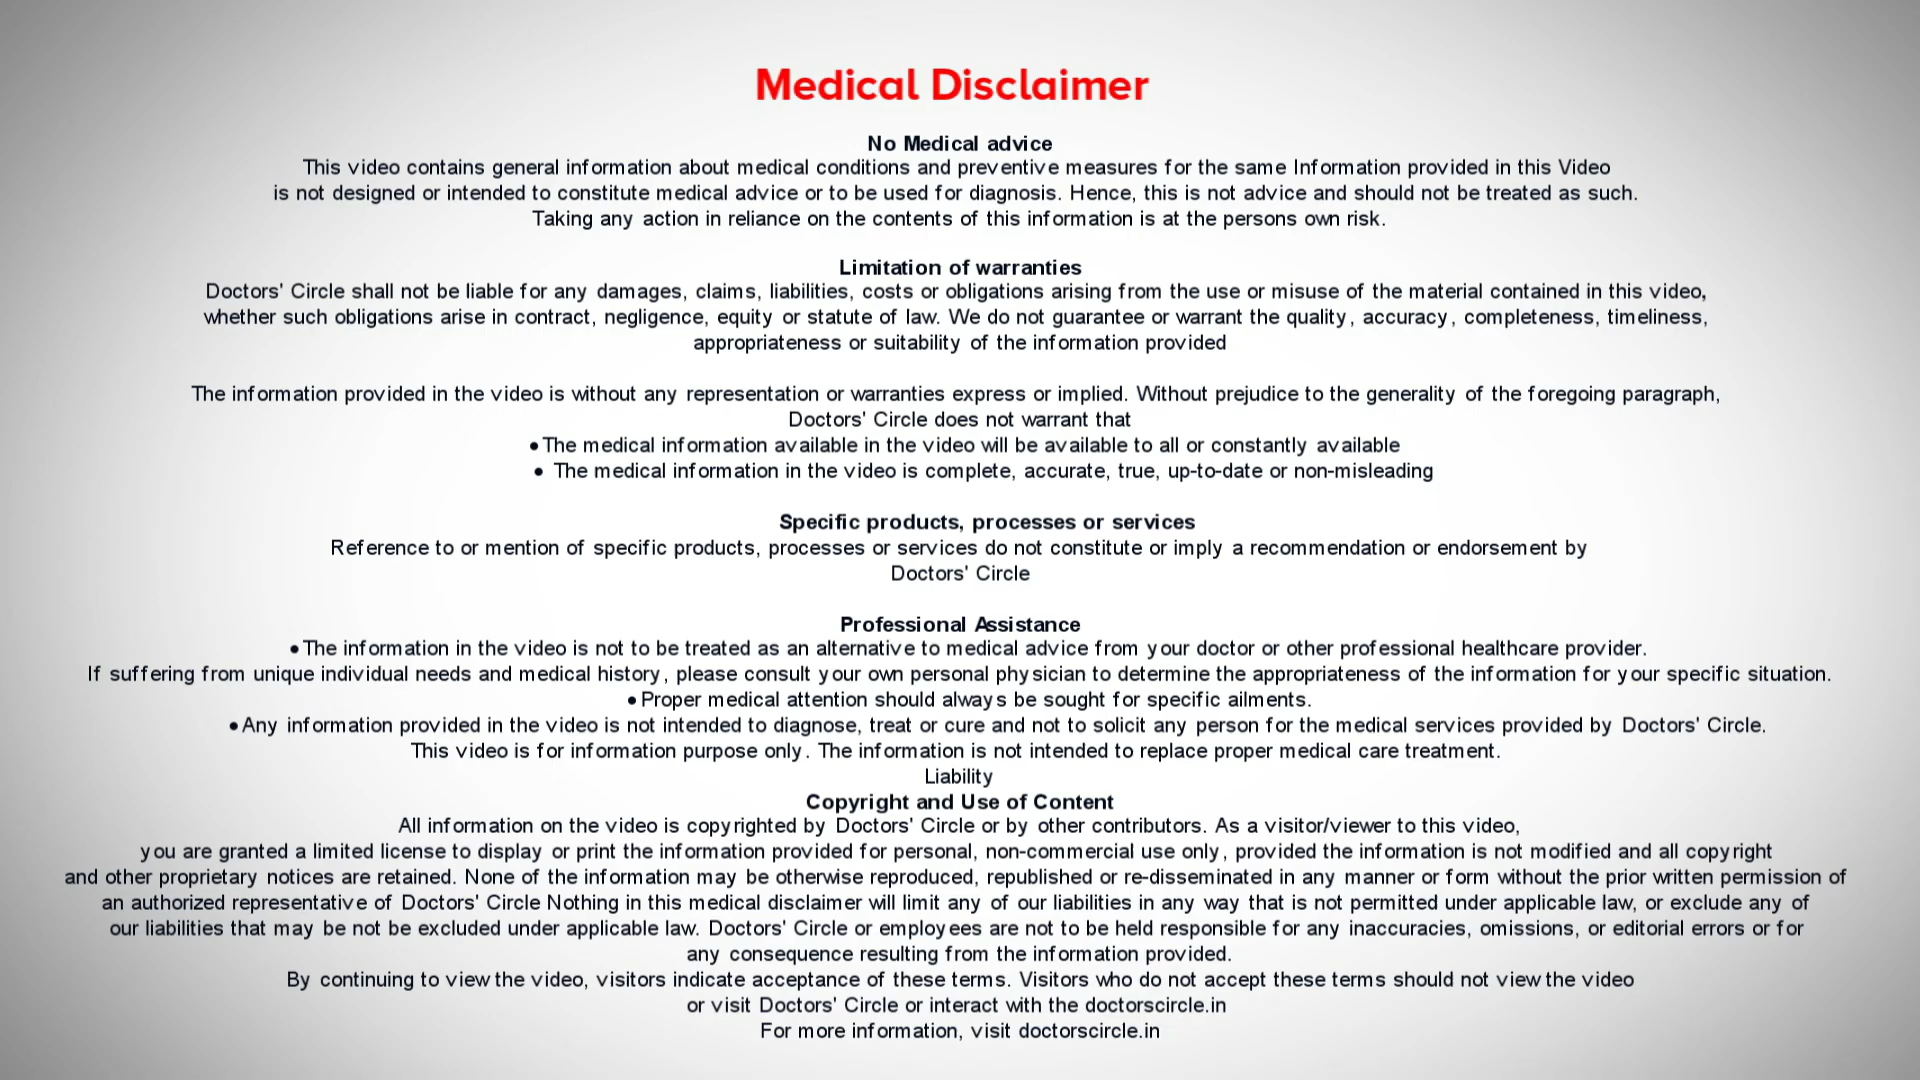 Medical Disclaimer
No Medical advice
This video contains general information about medical conditions and preventive measures for the same Information provided in this Video
is not designed or intended to constitute medical advice or to be used for diagnosis. Hence, this is not advice and should not be treated as such.
Taking any action in reliance on the contents of this information is at the persons own risk.
Limitation of warranties
Doctors' Circle shall not be liable for any damages, claims, liabilities, costs or obligations arising from the use or misuse of the material contained in this video,
whether such obligations arise in contract, negligence, equity or statute of law. We do not guarantee or warrant the quality, accuracy, completeness, timeliness,
appropriateness or suitability of the information provided
The information provided in the video is without any representation or warranties express or implied. Without prejudice to the generality of the foregoing paragraph,
Doctors' Circle does not warrant that
• The medical information available in the video will be available to all or constantly available
• The medical information in the video is complete, accurate, true, up-to-date or non-misleading
Specific products, processes or services
Reference to or mention of specific products, processes or services do not constitute or imply a recommendation or endorsement by
Doctors' Circle
Professional Assistance
• The information in the video is not to be treated as an alternative to medical advice from your doctor or other professional healthcare provider.
If suffering from unique individual needs and medical history, please consult your own personal physician to determine the appropriateness of the information for your specific situation.
• Proper medical attention should always be sought for specific ailments.
• Any information provided in the video is not intended to diagnose, treat or cure and not to solicit any person for the medical services provided by Doctors' Circle.
This video is for information purpose only. The information is not intended to replace proper medical care treatment.
Liability
Copyright and Use of Content
All information on the video is copyrighted by Doctors' Circle or by other contributors. As a visitor/viewer to this video,
you are granted a limited license to display or print the information provided for personal, non-commercial use only, provided the information is not modified and all copyright
and other proprietary notices are retained. None of the information may be otherwise reproduced, republished or re-disseminated in any manner or form without the prior written permission of
an authorized representative of Doctors' Circle Nothing in this medical disclaimer will limit any of our liabilities in any way that is not permitted under applicable law, or exclude any of
our liabilities that may be not be excluded under applicable law. Doctors' Circle or employees are not to be held responsible for any inaccuracies, omissions, or editorial errors or for
any consequence resulting from the information provided.
By continuing to view the video, visitors indicate acceptance of these terms. Visitors who do not accept these terms should not view the video
or visit Doctors' Circle or interact with the doctorscircle.in
For more information, visit doctorscircle.in